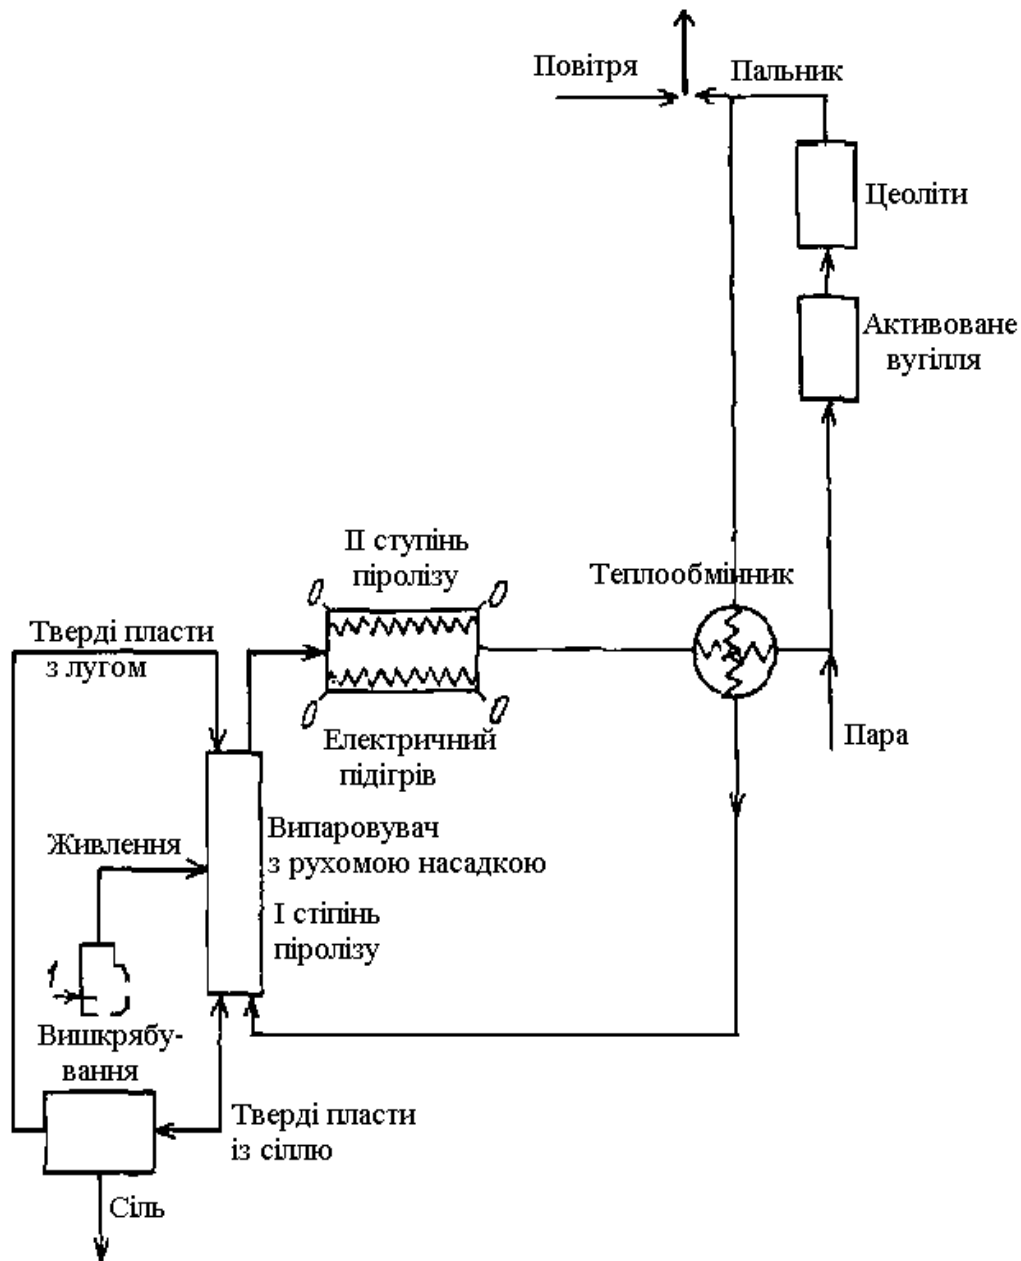 Повітря
Пальник
Цеоліти
Активоване
вугілля
II ступінь
піролізу
Теплообмінник
Тверді пласти
з лугом
Пара
Електричний
підігрів
Випаровувач
з рухомою насадкою
Живлення
I стіпінь
піролізу
Вишкрябу-
вання
Тверді пласти
із сіллю
Сіль